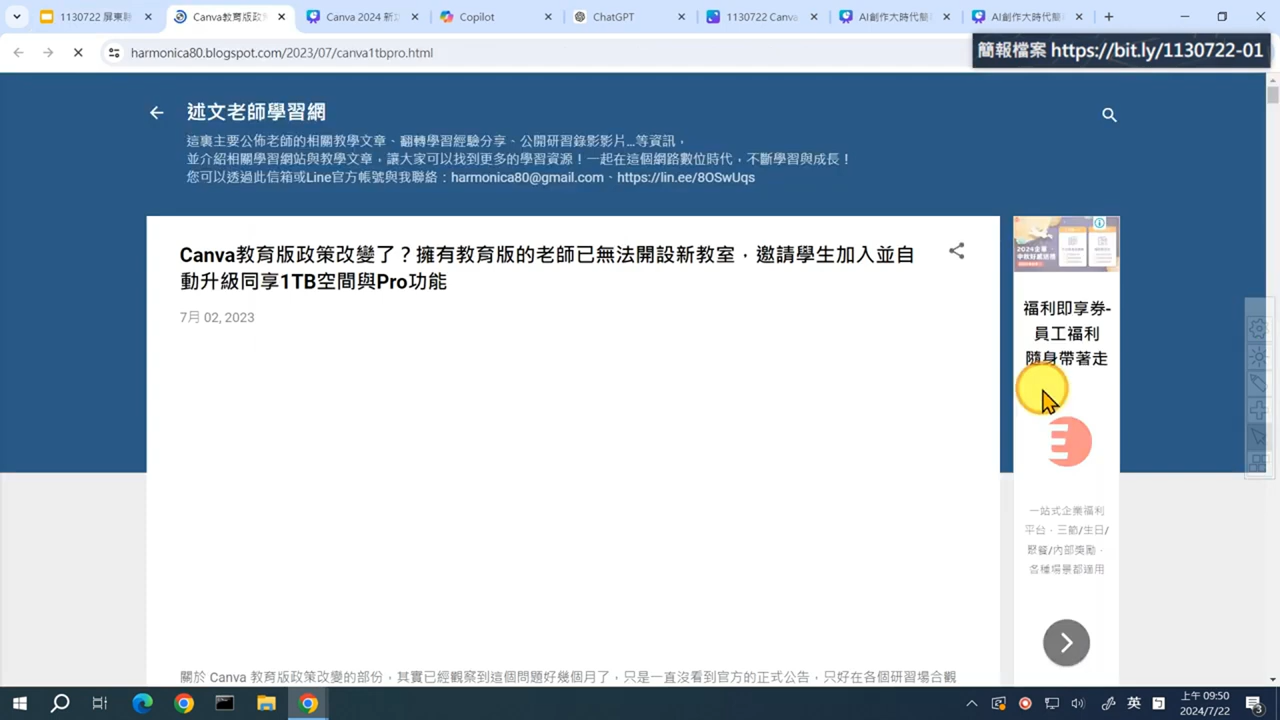 1130722 屏東
Canva教育版政
Canva 2024 新
Copilot
ChatGPT
1130722 Canva
AI創作大時代
AI創作大時代
harmonica80.blogspot.com/2023/07/canva1tbpro.html
簡報檔案 https://bit.ly/1130722-01
述文老師學習網
這裏主要公佈老師的相關教學文章、翻轉學習經驗分享、公開研習錄影影片...等資訊，
並介紹相關學習網站與教學文章，讓大家可以找到更多的學習資源！一起在這個網路數位時代，不斷學習與成長！
您可以透過此信箱或Line官方帳號與我聯絡：harmonica80@gmail.com、https://lin.ee/8OSwUqs
Canva教育版政策改變了？擁有教育版的老師已無法開設新教室，邀請學生加入並自
動升級同享1TB空間與Pro功能
7月 02, 2023
福利即享券-
員工福利
隨身帶著走
一站式企業福利
平台，三節/生日/
聚餐/內部獎勵，
各種場景都適用
關於 Canva 教育版政策改變的部份，其實已經觀察到這個問題好幾個月了，只是一直沒看到官方的正式公告，只好在各個研習場合觀
英
上午 09:50
2024/7/22
3